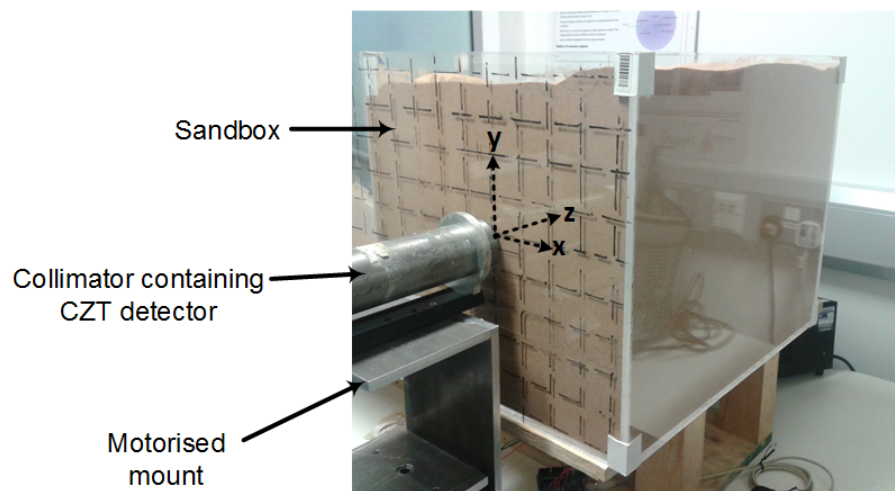 Sandbox
y
z
x
Collimator containing
CZT detector
Motorised
mount